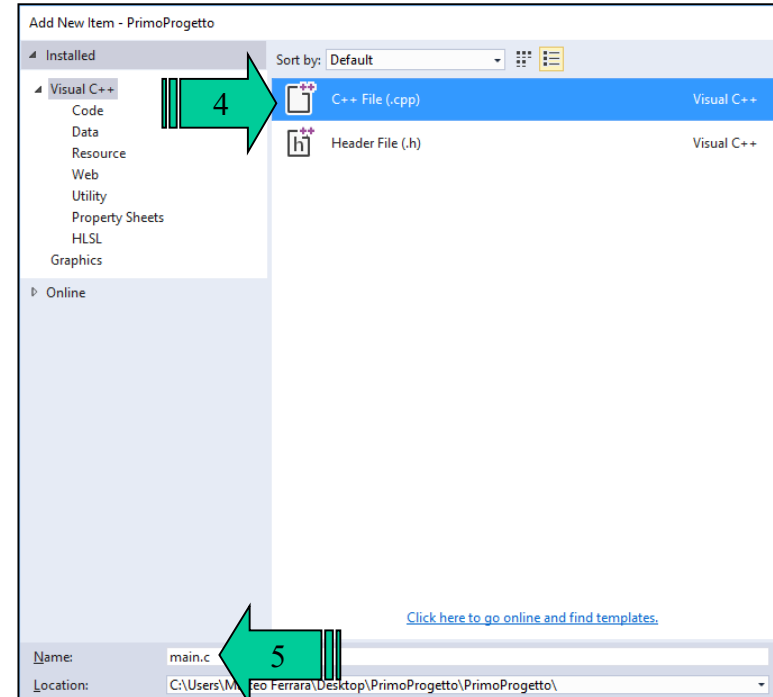 Add New Item - PrimoProgetto
Installed
Sort by: Default
Visual C++
Code
Data
Resource
Web
Utility
Property Sheets
HLSL
Graphics
Online
4
C++ File (.cpp) Visual C++
Header File (.h) Visual C++
Click here to go online and find templates.
Name: main.c
5
Location: C:\Users\M teo Ferrara\Desktop\PrimoProgetto\PrimoProgetto\